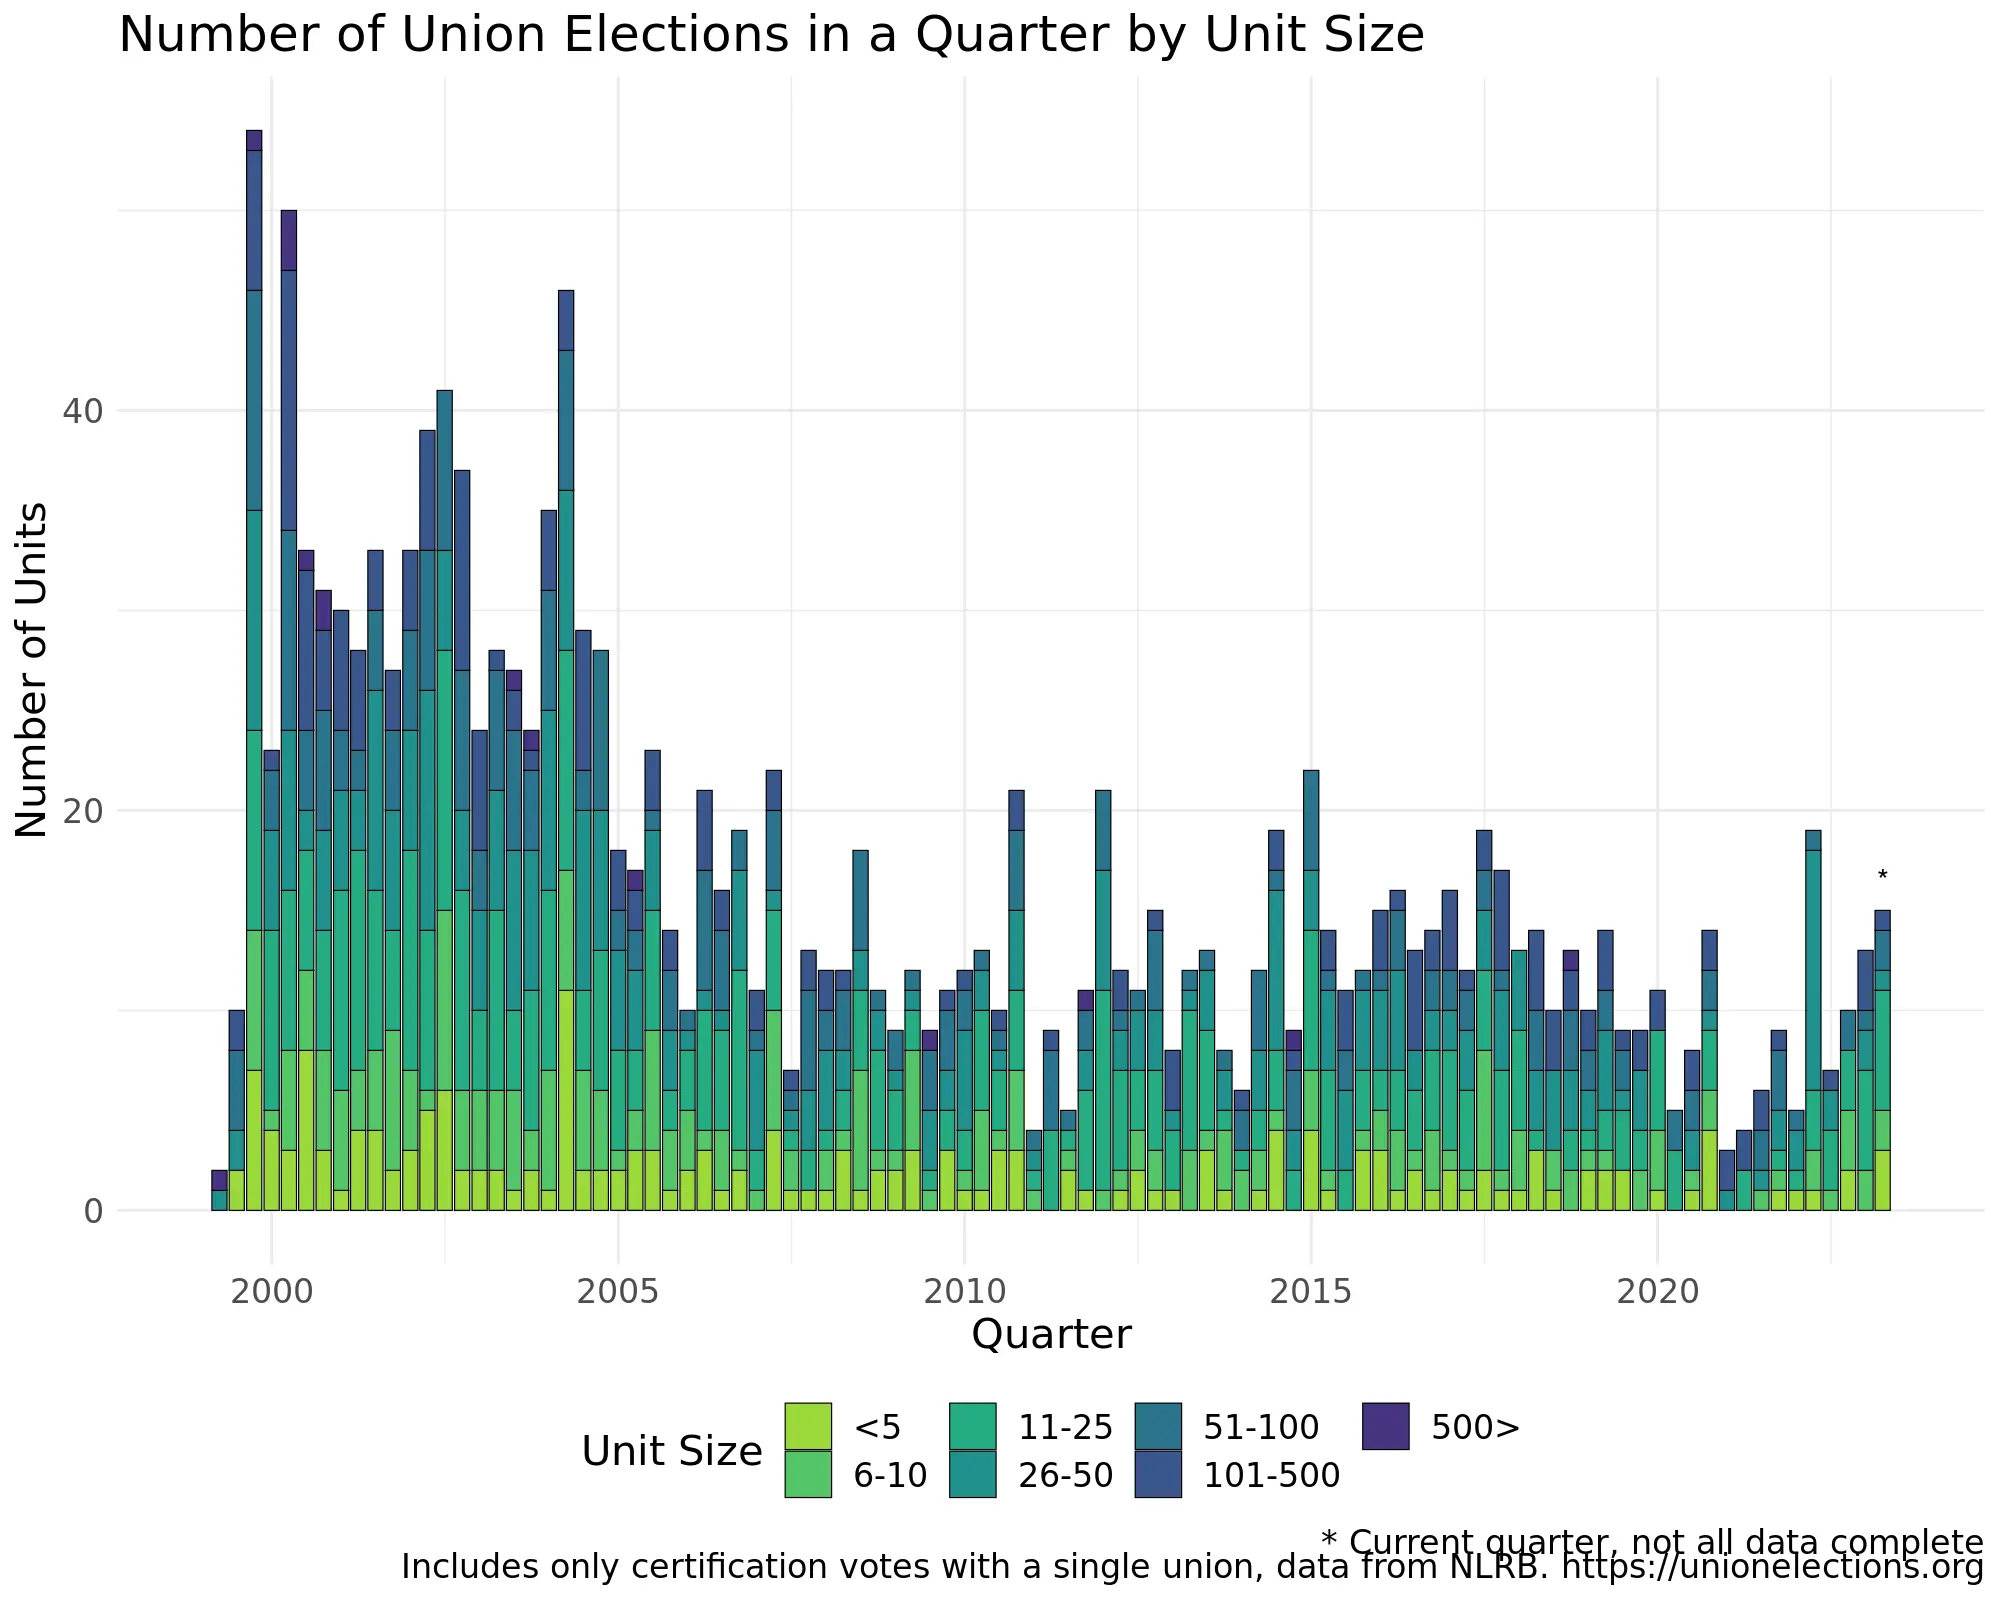 Number of Union Elections in a Quarter by Unit Size
Number of Units
40
20
0
*
2000 2005 2010 2015 2020
Quarter
Unit Size
<5 11-25 51-100 500>
6-10 26-50 101-500
* Current quarter, not all data complete
Includes only certification votes with a single union, data from NLRB. https://unionelections.org